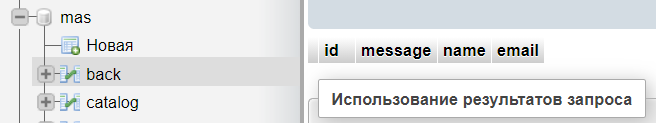 mas
Новая
back
catalog
id message name email
Использование результатов запроса